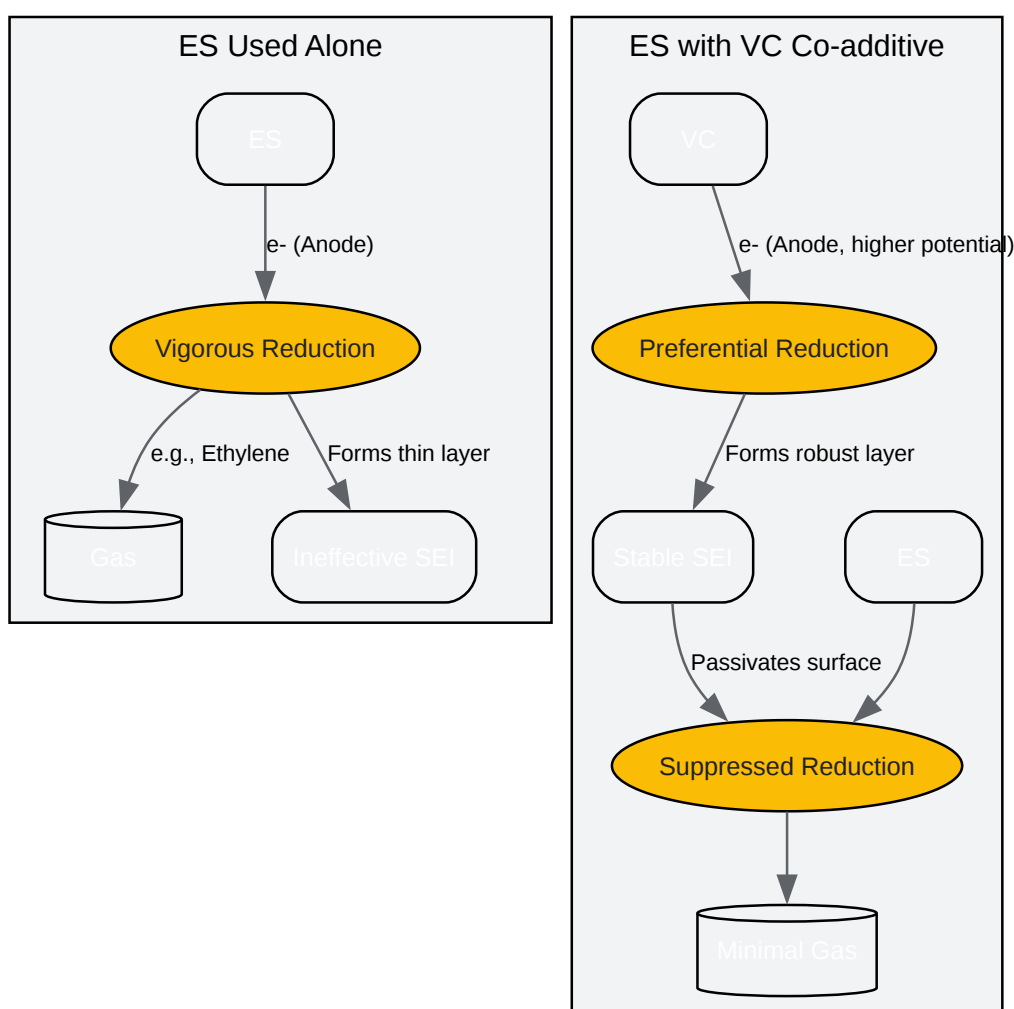 ES Used Alone
ES
e- (Anode)
Vigorous Reduction
e.g., Ethylene
Forms thin layer
Gas
Ineffective SEI
ES with VC Co-additive
VC
e- (Anode, higher potential)
Preferential Reduction
Forms robust layer
Stable SEI
ES
Passivates surface
Suppressed Reduction
Minimal Gas